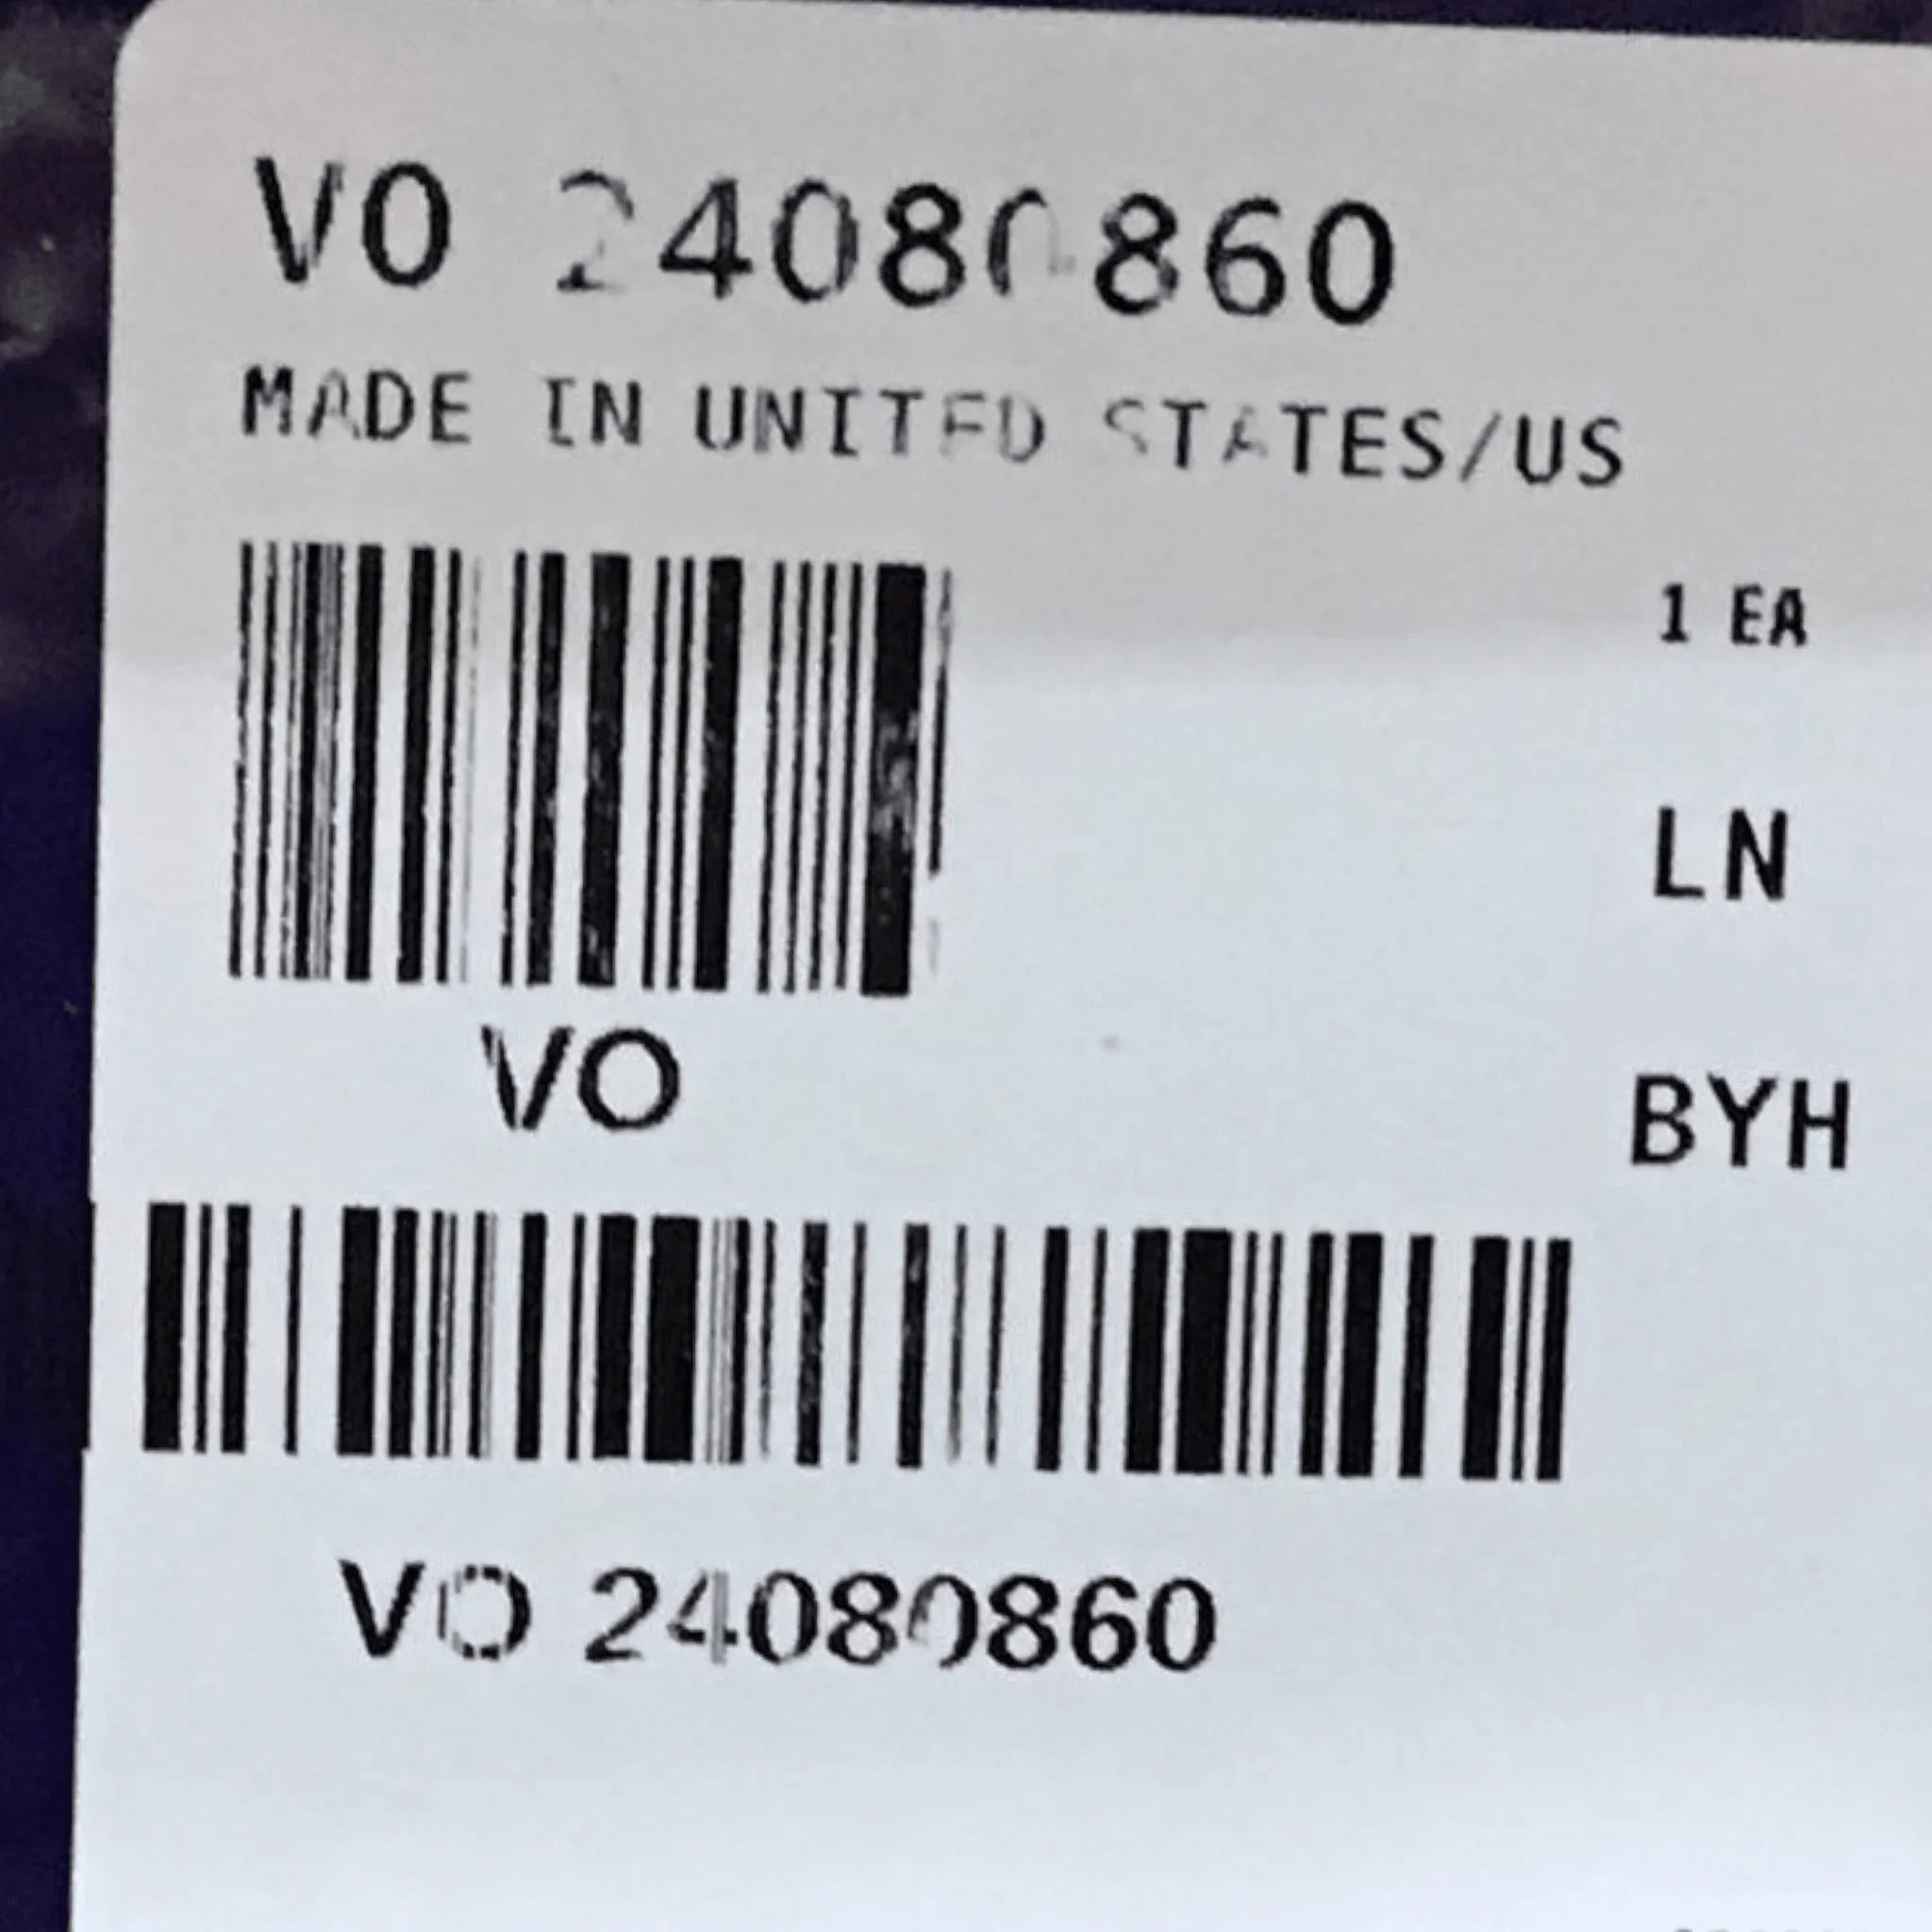 VO 24080860
MADE IN UNITED STATES/US
1 EA
LN
VO
BYH
VO 24080860